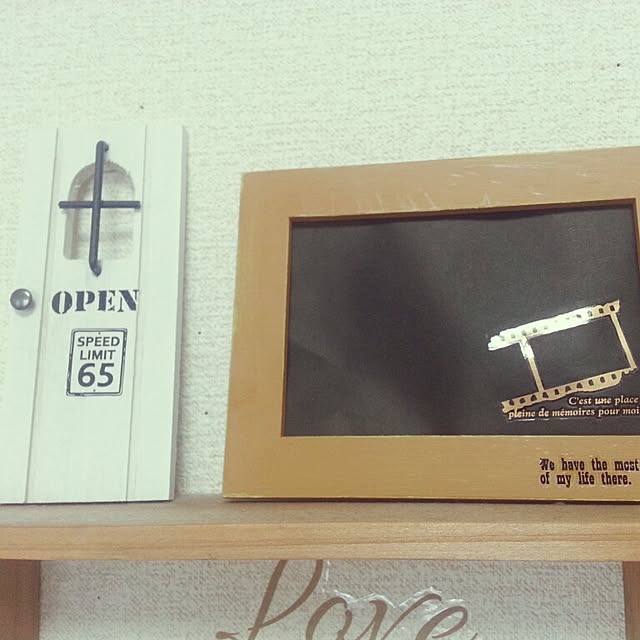 OPEN
SPEED
LIMIT
65
C'est une place
pleine de mémoires pour moi
We have the most
of my life there.
Love